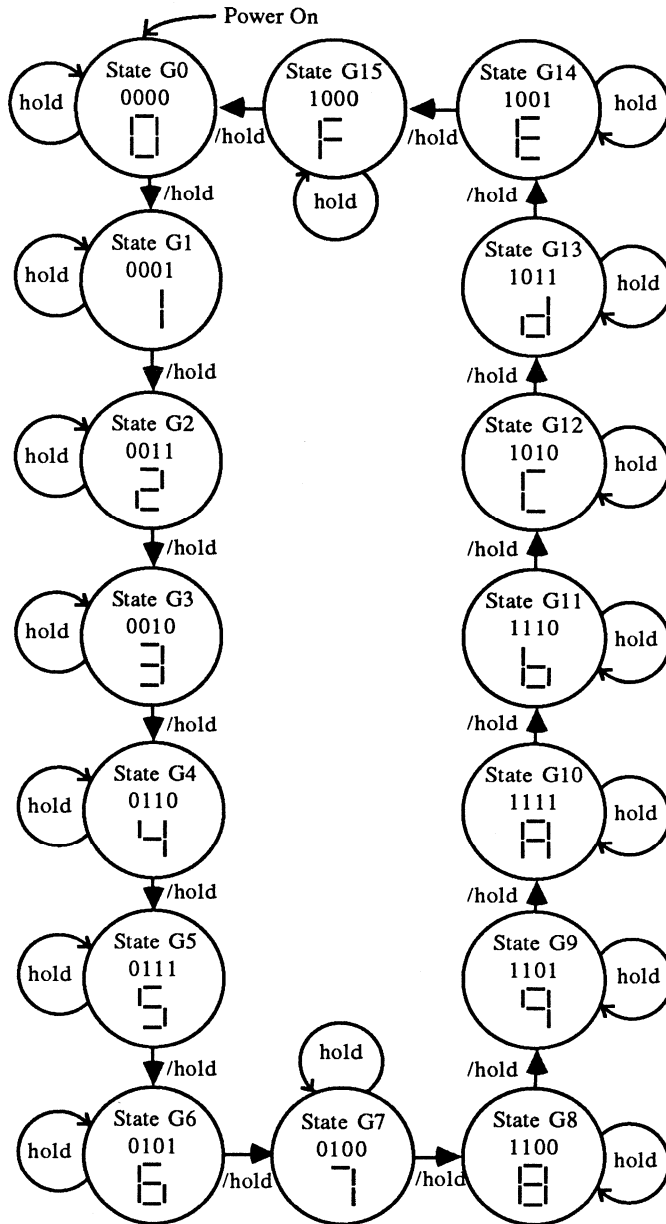 Power On
State G0
0000
0
hold
/hold
State G15
1000
F
hold
/hold
State G14
1001
E
hold
/hold
State G1
0001
1
hold
/hold
State G13
1011
d
hold
/hold
State G2
0011
2
hold
/hold
State G12
1010
C
hold
/hold
State G3
0010
3
hold
/hold
State G11
1110
b
hold
/hold
State G4
0110
4
hold
/hold
State G10
1111
A
hold
/hold
State G5
0111
5
hold
/hold
State G9
1101
9
hold
/hold
State G6
0101
6
hold
/hold
hold
State G7
0100
7
/hold
State G8
1100
8
hold